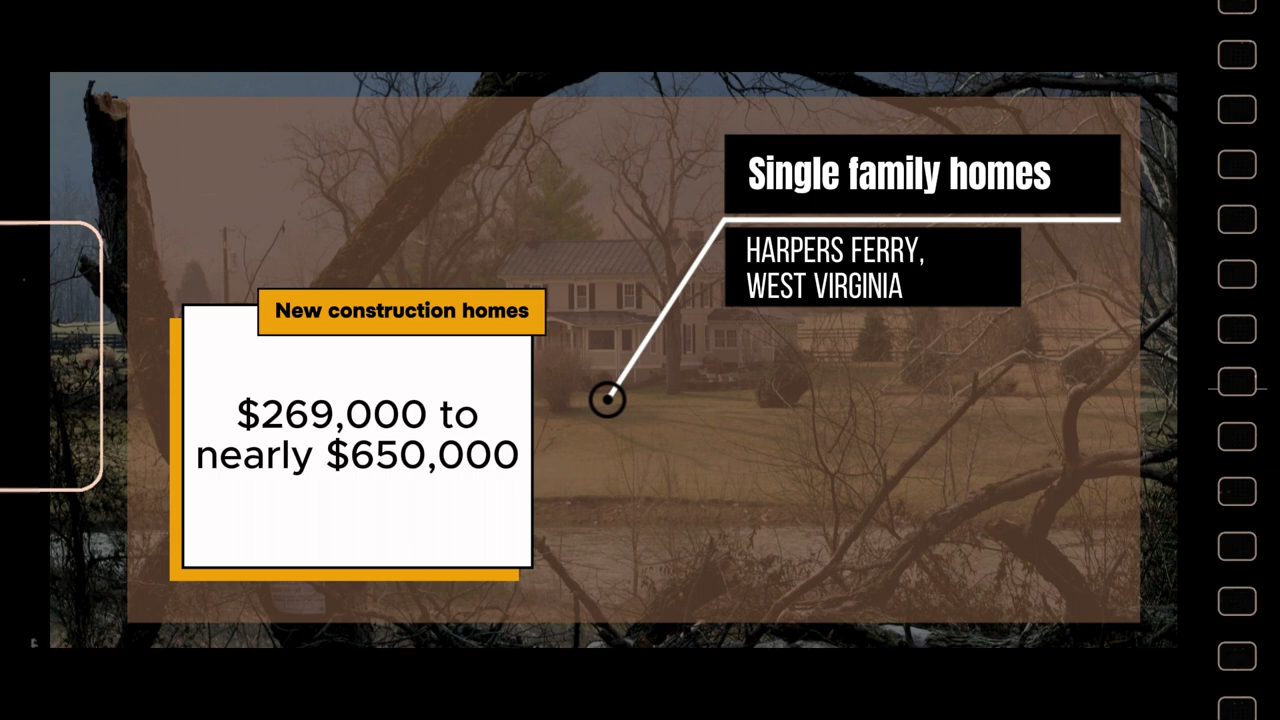 Single family homes
HARPERS FERRY,
WEST VIRGINIA
New construction homes
$269,000 to
nearly $650,000